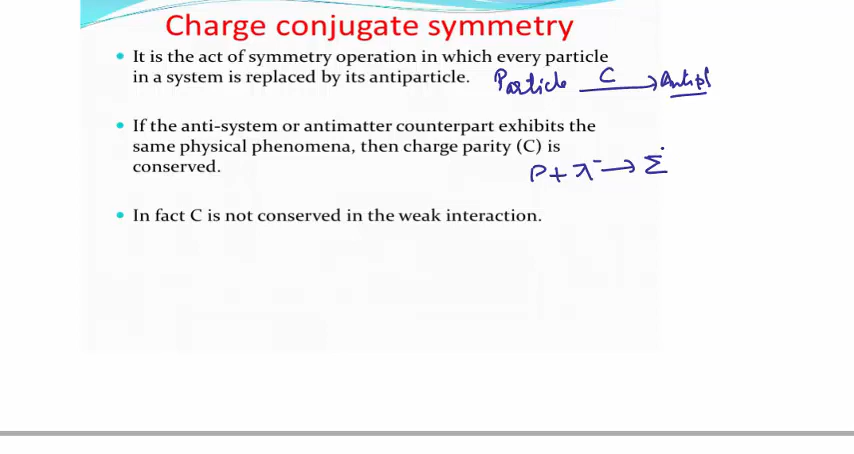 Charge conjugate symmetry
• It is the act of symmetry operation in which every particle
in a system is replaced by its antiparticle.
Particle C → Antip
• If the anti-system or antimatter counterpart exhibits the
same physical phenomena, then charge parity (C) is
conserved.
P + π⁻ → Σ
• In fact C is not conserved in the weak interaction.